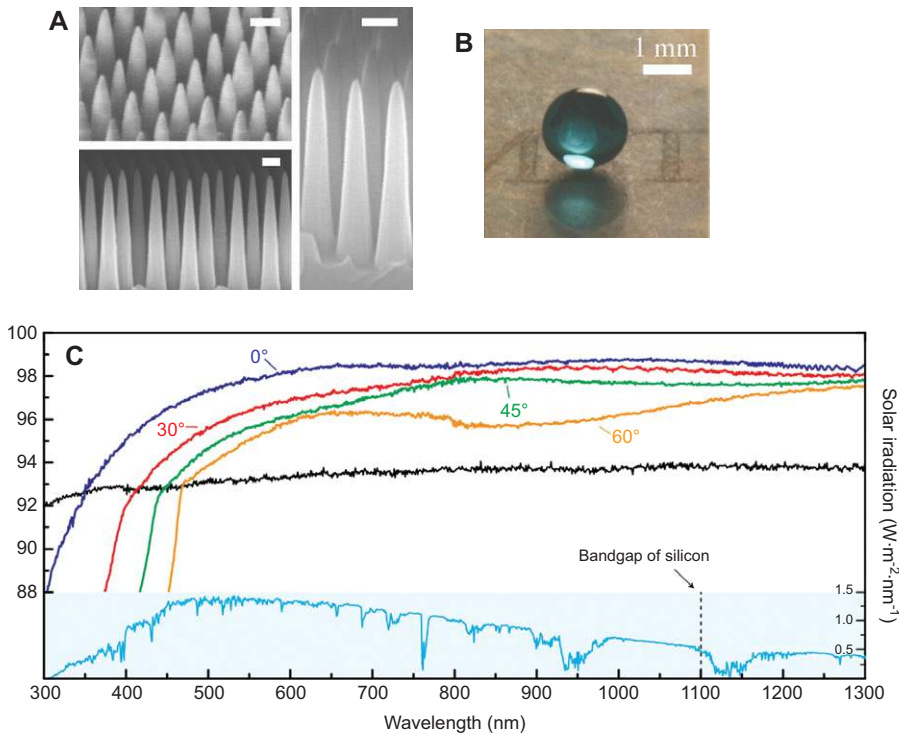 A
B
1 mm
C
100
98
96
94
92
90
88
0°
30°
45°
60°
Bandgap of silicon
1.5
1.0
0.5
300 400 500 600 700 800 900 1000 1100 1200 1300
Wavelength (nm)
Solar iradiation (W·m⁻²·nm⁻¹)